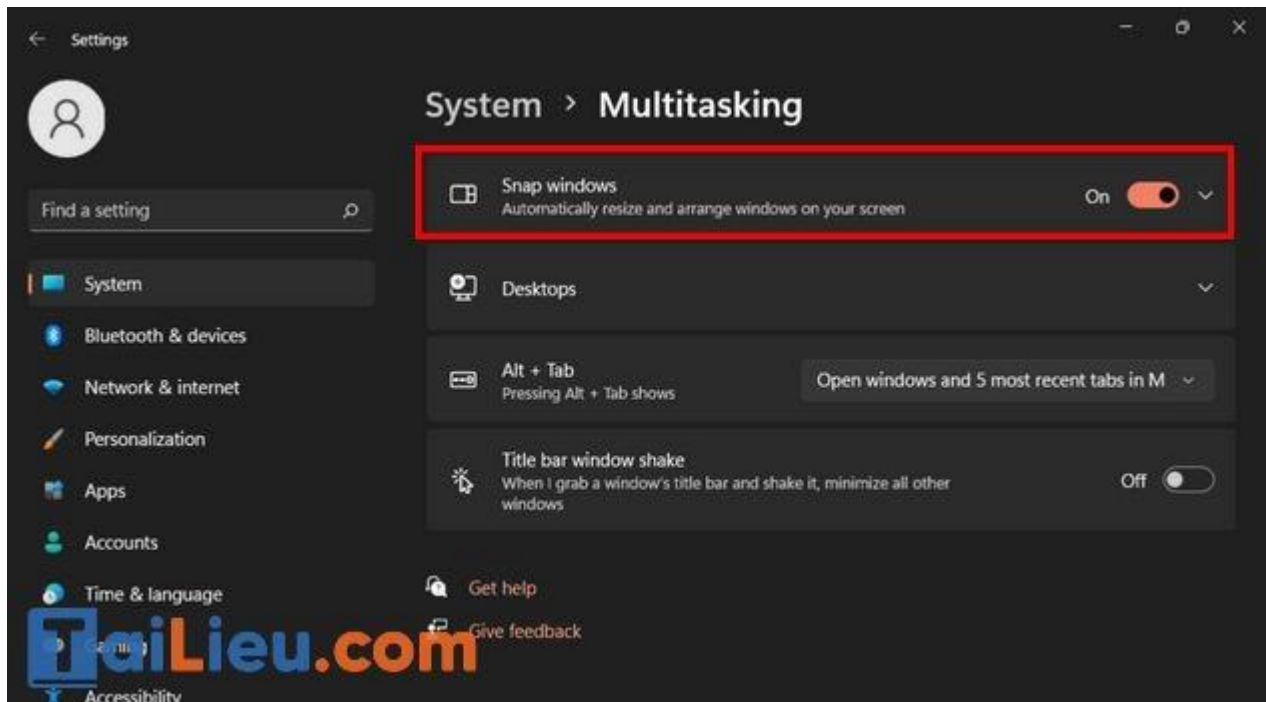 Settings
System > Multitasking
Find a setting
System
Bluetooth & devices
Network & internet
Personalization
Apps
Accounts
Time & language
Gaming
Accessibility
Snap windows
Automatically resize and arrange windows on your screen
On
Desktops
Alt + Tab
Pressing Alt + Tab shows
Open windows and 5 most recent tabs in M
Title bar window shake
When I grab a window's title bar and shake it, minimize all other
windows
Off
Get help
Give feedback
TaiLieu.com